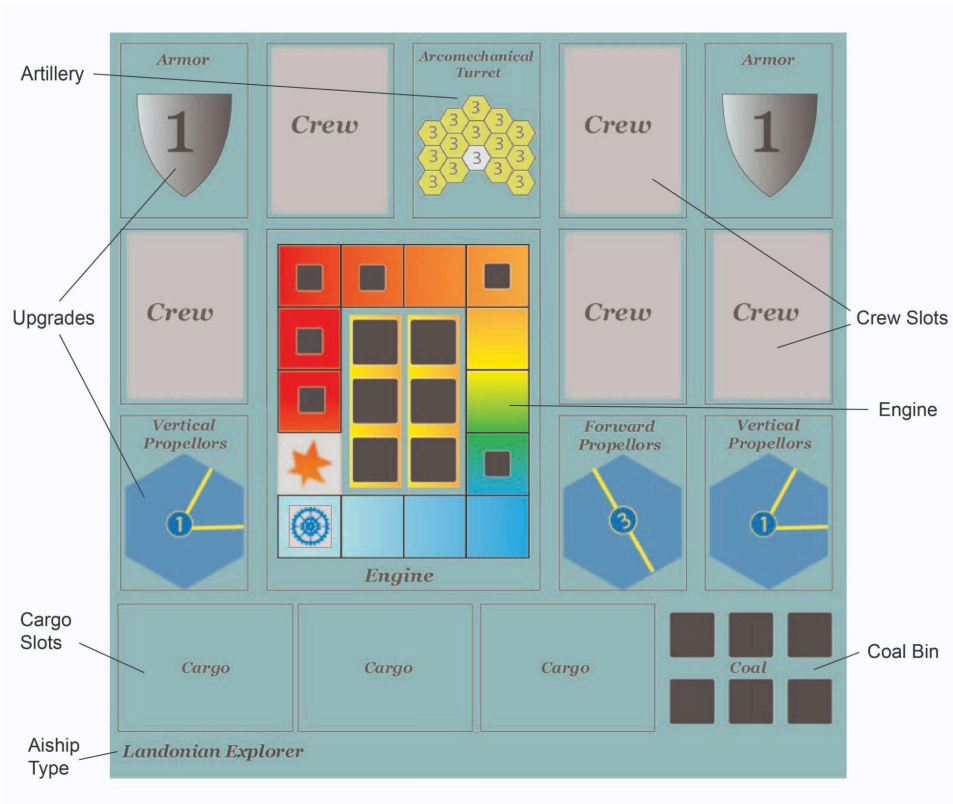 Armor
1
Crew
Arcomechanical
Turret
3
3 3
3 3 3
3 3
3 3 3
3 3
3 3
Crew
Armor
1
Artillery
Upgrades
Crew
Crew
Crew
Crew Slots
Engine
Vertical
Propellors
1
Engine
Forward
Propellors
3
Vertical
Propellors
1
Cargo
Slots
Cargo
Cargo
Cargo
Coal
Coal Bin
Aiship
Type
Landonian Explorer